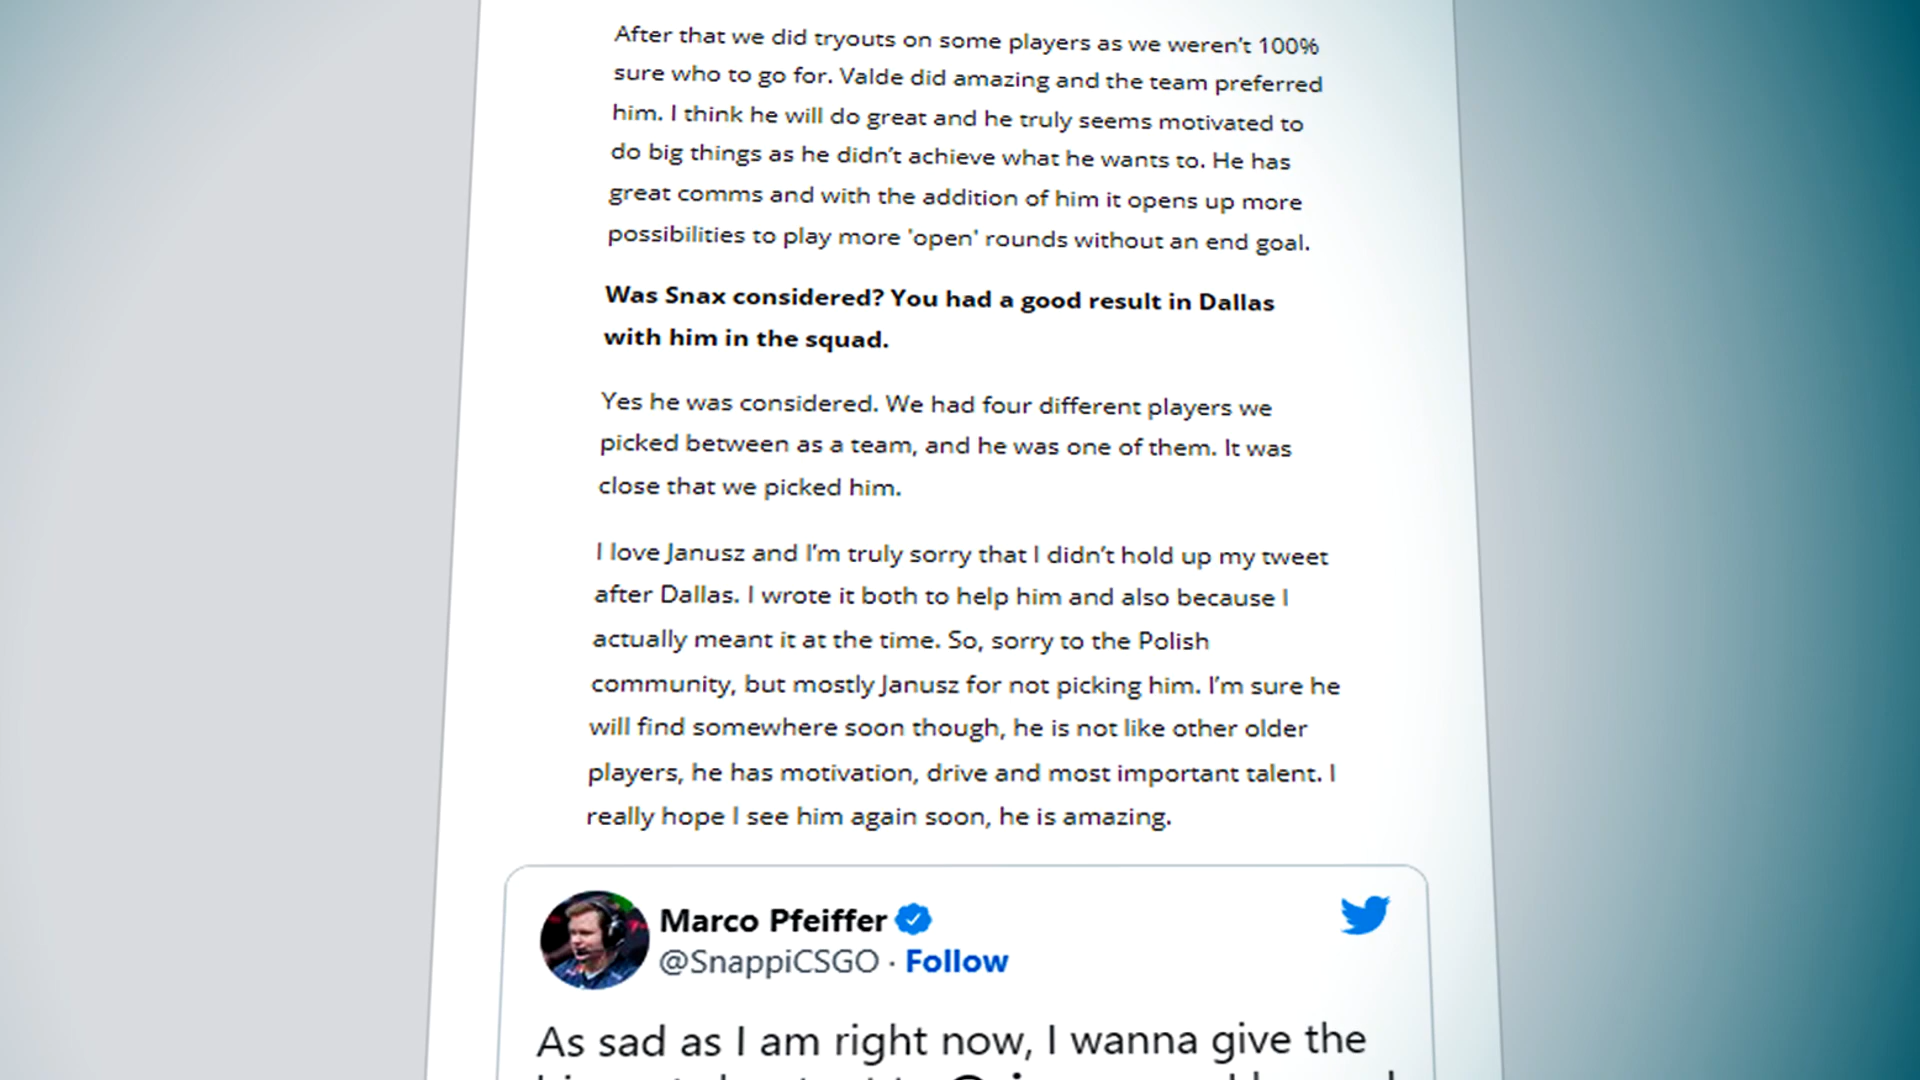 After that we did tryouts on some players as we weren't 100%
sure who to go for. Valde did amazing and the team preferred
him. I think he will do great and he truly seems motivated to
do big things as he didn't achieve what he wants to. He has
great comms and with the addition of him it opens up more
possibilities to play more 'open' rounds without an end goal.
Was Snax considered? You had a good result in Dallas
with him in the squad.
Yes he was considered. We had four different players we
picked between as a team, and he was one of them. It was
close that we picked him.
I love Janusz and I'm truly sorry that I didn't hold up my tweet
after Dallas. I wrote it both to help him and also because I
actually meant it at the time. So, sorry to the Polish
community, but mostly Janusz for not picking him. I'm sure he
will find somewhere soon though, he is not like other older
players, he has motivation, drive and most important talent. I
really hope I see him again soon, he is amazing.
Marco Pfeiffer
@SnappiCSGO · Follow
As sad as I am right now, I wanna give the